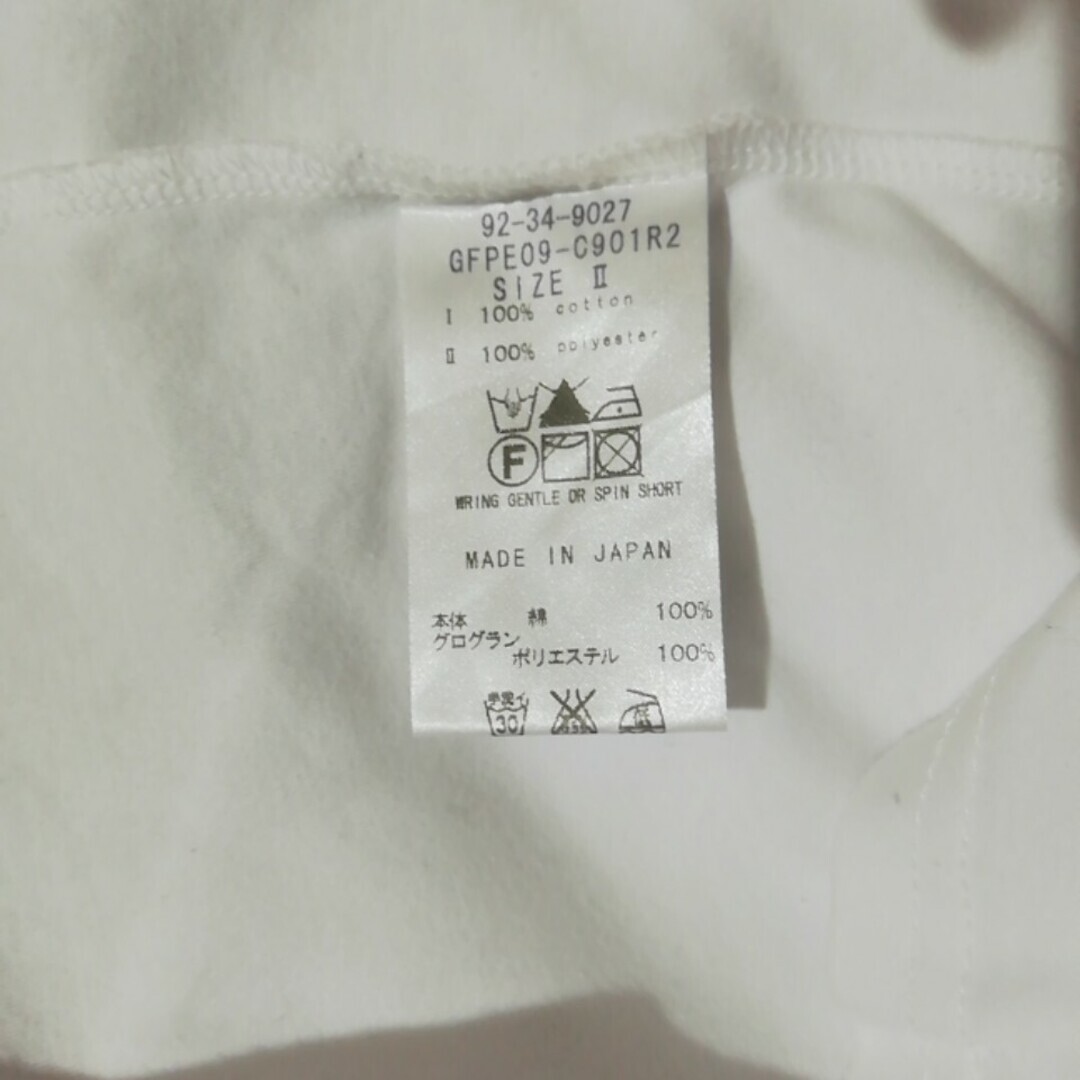 92-34-9027
GFPE09-C901R2
SIZE Ⅱ
Ⅰ 100% cotton
Ⅱ 100% polyester
F
WRING GENTLE OR SPIN SHORT
MADE IN JAPAN
本体 綿 100%
グログラン
ポリエステル 100%
30 低